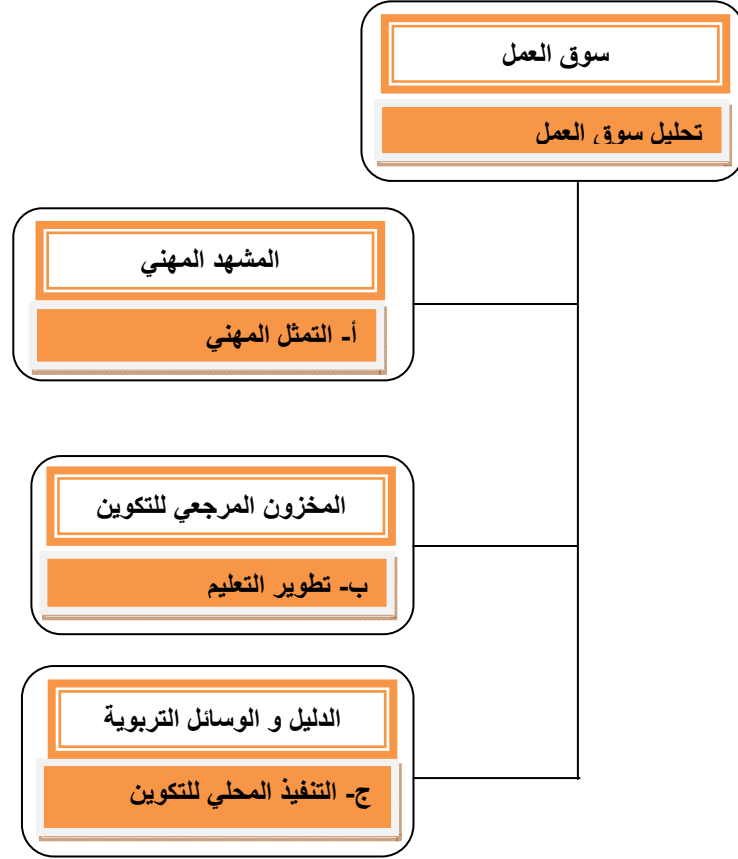 سوق العمل
تحليل سوق العمل
المشهد المهني
أ- التمثل المهني
المخزون المرجعي للتكوين
ب- تطوير التعليم
الدليل و الوسائل التربوية
ج- التنفيذ المحلي للتكوين